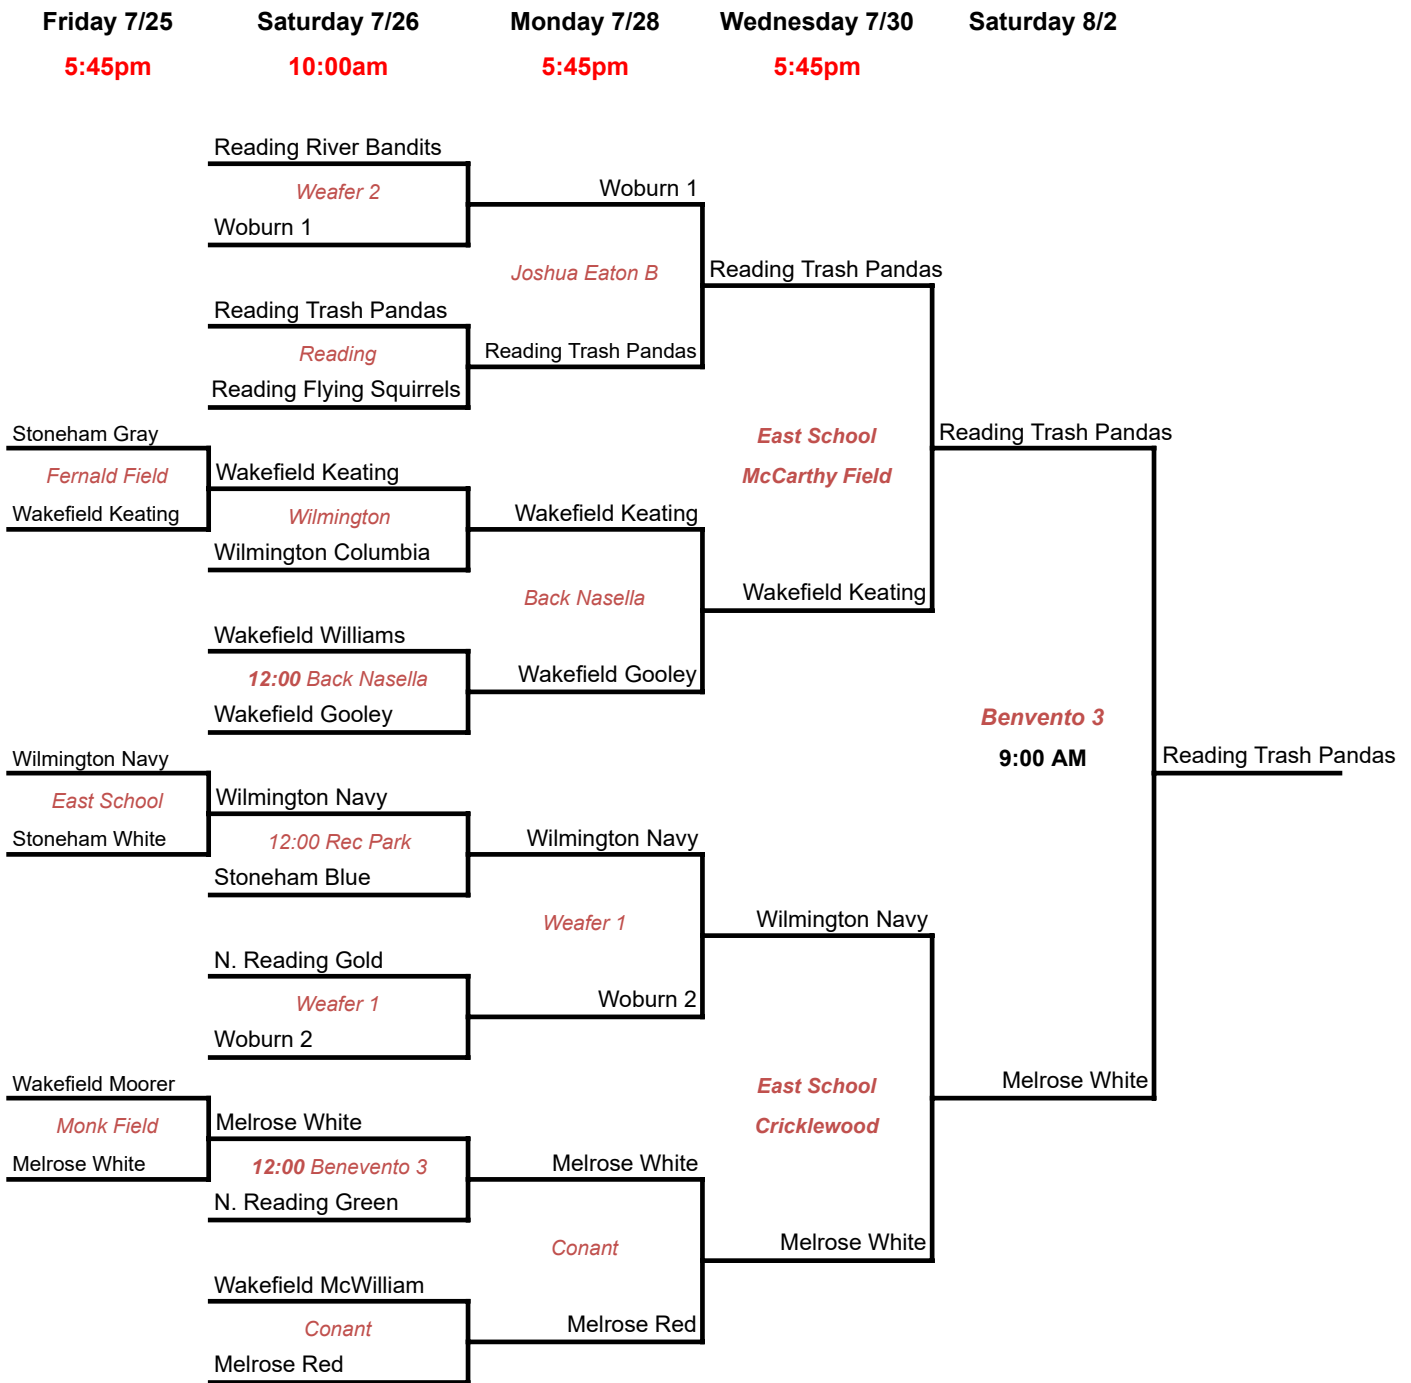 Friday 7/25
Saturday 7/26
Monday 7/28
Wednesday 7/30
Saturday 8/2
5:45pm
10:00am
5:45pm
5:45pm
Reading River Bandits
Weafer 2
Woburn 1
Woburn 1
Joshua Eaton B
Reading Trash Pandas
Reading Trash Pandas
Reading
Reading Trash Pandas
Reading Flying Squirrels
Stoneham Gray
East School
Reading Trash Pandas
Fernald Field
Wakefield Keating
McCarthy Field
Wakefield Keating
Wilmington
Wakefield Keating
Wilmington Columbia
Back Nasella
Wakefield Keating
Wakefield Williams
12:00 Back Nasella
Wakefield Gooley
Wakefield Gooley
Benvento 3
Wilmington Navy
9:00 AM
Reading Trash Pandas
East School
Wilmington Navy
Stoneham White
12:00 Rec Park
Wilmington Navy
Stoneham Blue
Weafer 1
Wilmington Navy
N. Reading Gold
Weafer 1
Woburn 2
Woburn 2
Wakefield Moorer
East School
Melrose White
Monk Field
Melrose White
Cricklewood
Melrose White
12:00 Benevento 3
Melrose White
N. Reading Green
Conant
Melrose White
Wakefield McWilliam
Conant
Melrose Red
Melrose Red